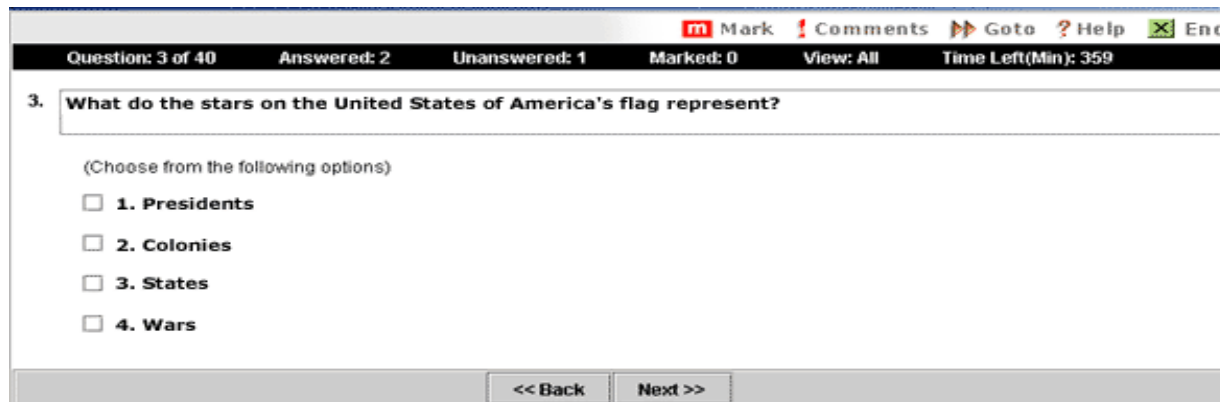 m Mark ! Comments Goto ? Help X
Question: 3 of 40 Answered: 2 Unanswered: 1 Marked: 0 View: All Time Left(Min): 359
3. What do the stars on the United States of America's flag represent?
(Choose from the following options)
1. Presidents
2. Colonies
3. States
4. Wars
<< Back Next >>